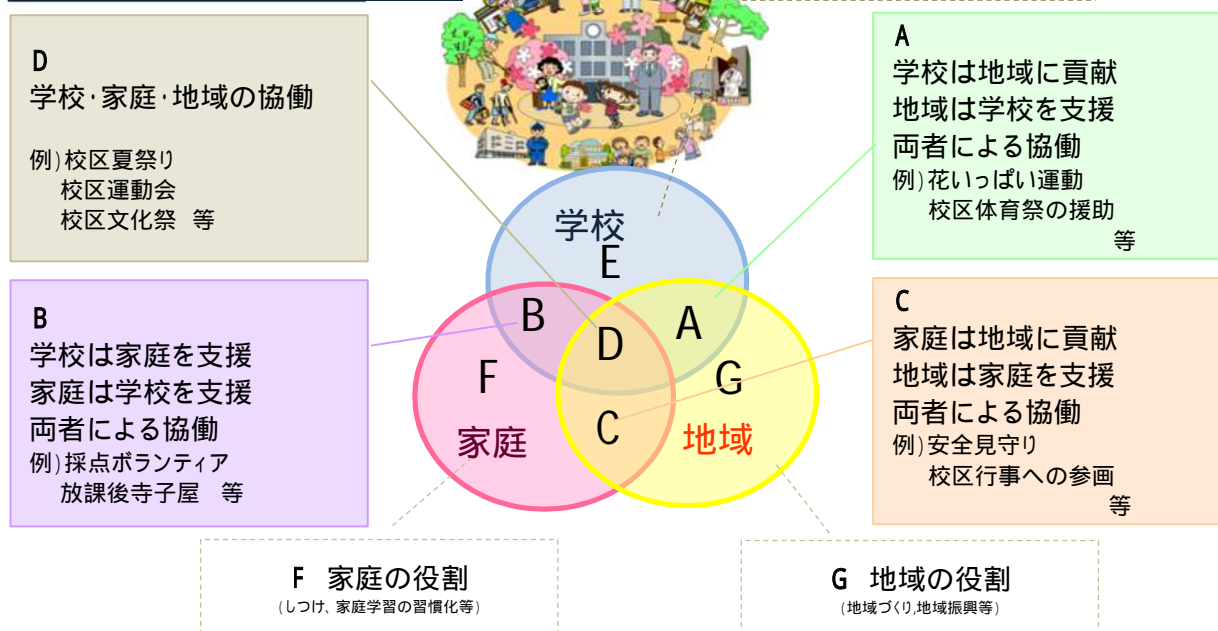 D
学校・家庭・地域の協働
例)校区夏祭り
校区運動会
校区文化祭 等
A
学校は地域に貢献
地域は学校を支援
両者による協働
例)花いっぱい運動
校区体育祭の援助
等
B
学校は家庭を支援
家庭は学校を支援
両者による協働
例)採点ボランティア
放課後寺子屋 等
C
家庭は地域に貢献
地域は家庭を支援
両者による協働
例)安全見守り
校区行事への参画
等
学校
E
B
A
D
F
G
C
家庭
地域
F 家庭の役割
(しつけ、家庭学習の習慣化等)
G 地域の役割
(地域づくり,地域振興等)